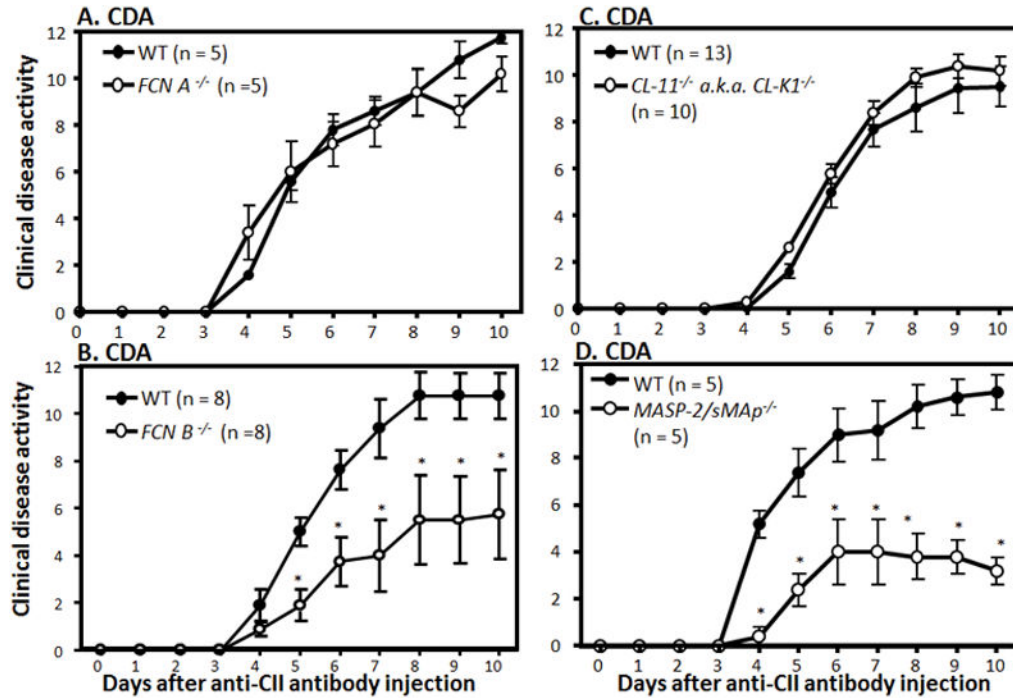 A. CDA
WT (n = 5)
FCN A -/- (n =5)
Clinical disease activity
12
10
8
6
4
2
0
0 1 2 3 4 5 6 7 8 9 10
C. CDA
WT (n = 13)
CL-11-/- a.k.a. CL-K1-/-
(n = 10)
12
10
8
6
4
2
0
0 1 2 3 4 5 6 7 8 9 10
B. CDA
WT (n = 8)
FCN B -/- (n =8)
Clinical disease activity
12
10
8
6
4
2
0
* * * * * *
0 1 2 3 4 5 6 7 8 9 10
Days after anti-CII antibody injection
D. CDA
WT (n = 5)
MASP-2/sMAp-/-
(n = 5)
12
10
8
6
4
2
0
* * * * * * *
0 1 2 3 4 5 6 7 8 9 10
Days after anti-CII antibody injection